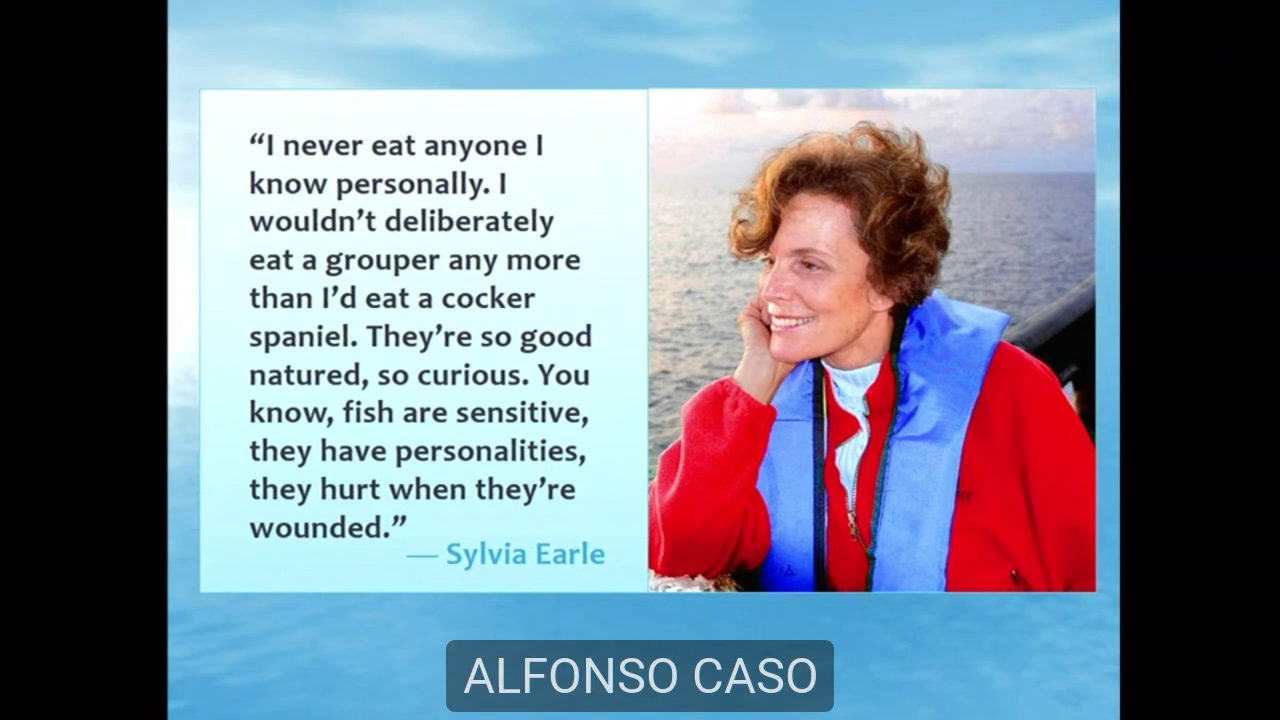 “I never eat anyone I
know personally. I
wouldn’t deliberately
eat a grouper any more
than I’d eat a cocker
spaniel. They’re so good
natured, so curious. You
know, fish are sensitive,
they have personalities,
they hurt when they’re
wounded.”
— Sylvia Earle
ALFONSO CASO